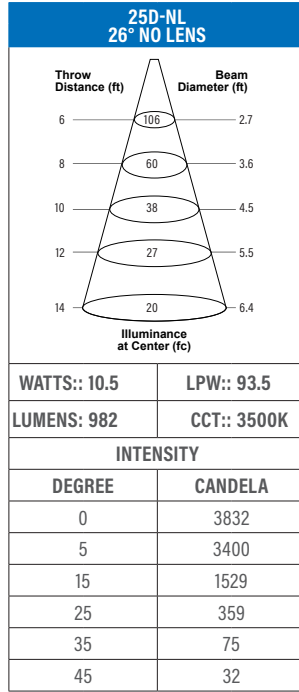 25D-NL
26° NO LENS
Throw Beam
Distance (ft) Diameter (ft)
6 106 2.7
8 60 3.6
10 38 4.5
12 27 5.5
14 20 6.4
Illuminance
at Center (fc)
WATTS:: 10.5 LPW:: 93.5
LUMENS: 982 CCT:: 3500K
INTENSITY
DEGREE CANDELA
0 3832
5 3400
15 1529
25 359
35 75
45 32